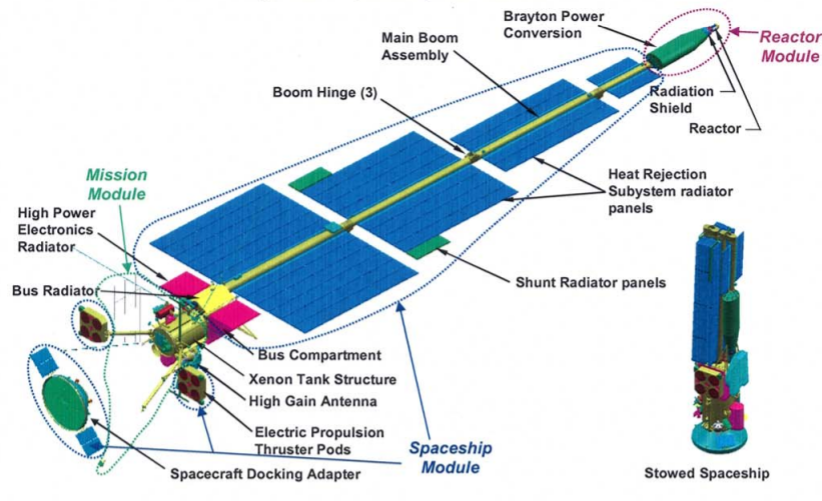 Brayton Power
Conversion
Reactor
Module
Main Boom
Assembly
Boom Hinge (3)
Radiation
Shield
Reactor
Mission
Module
Heat Rejection
Subystem radiator
panels
High Power
Electronics
Radiator
Shunt Radiator panels
Bus Radiator
Bus Compartment
Xenon Tank Structure
High Gain Antenna
Electric Propulsion
Thruster Pods
Spaceship
Module
Spacecraft Docking Adapter
Stowed Spaceship